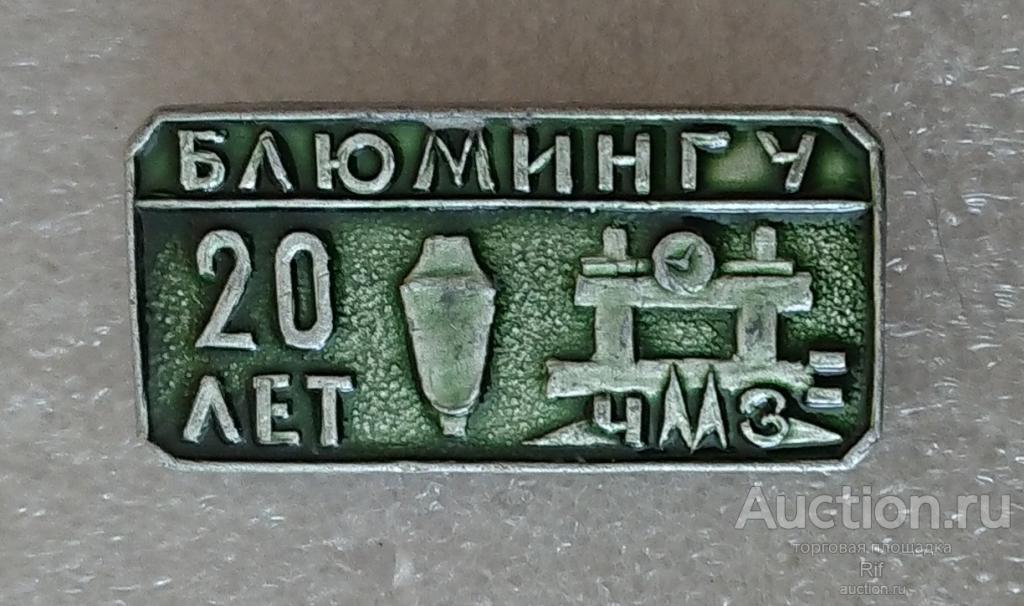 БЛЮМИНГУ
20
ЛЕТ
ЧМЗ
Auction.ru
торговая площадка
Rif
auction.ru